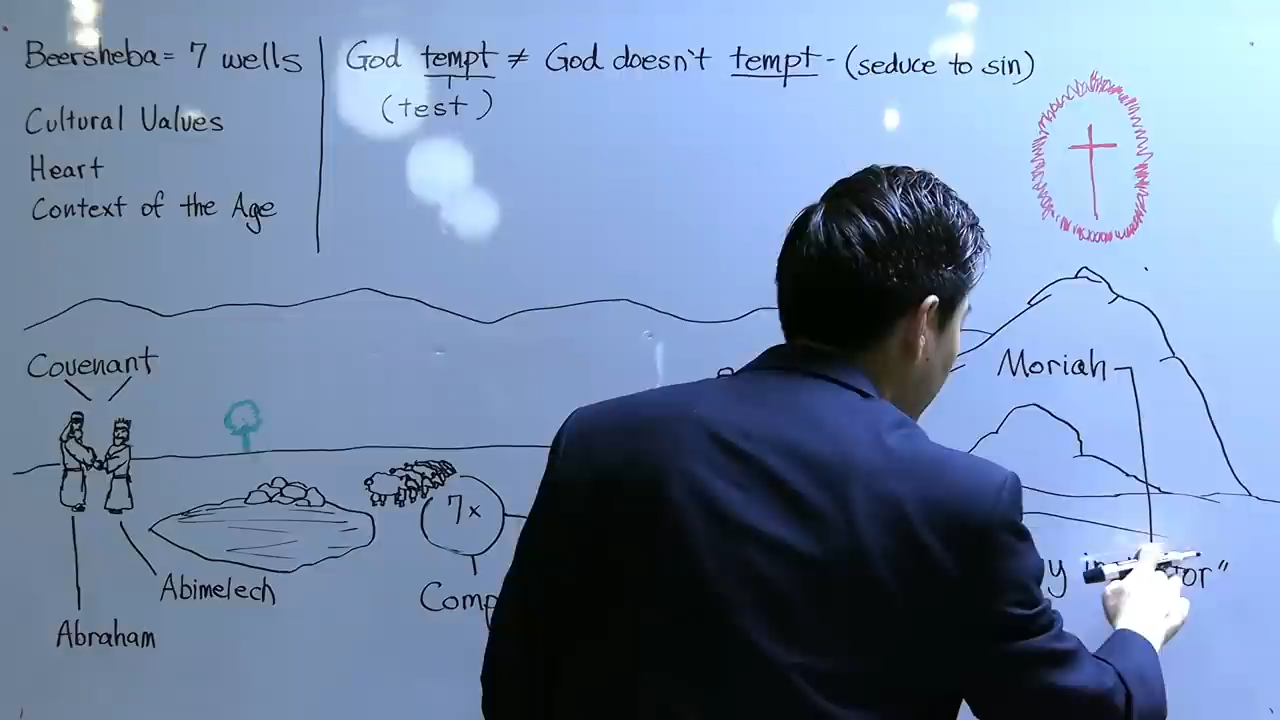 Beersheba = 7 wells
Cultural Values
Heart
Context of the Age
God tempt ≠ God doesn't tempt - (seduce to sin)
(test)
Covenant
Moriah
7x
Abimelech
Abraham